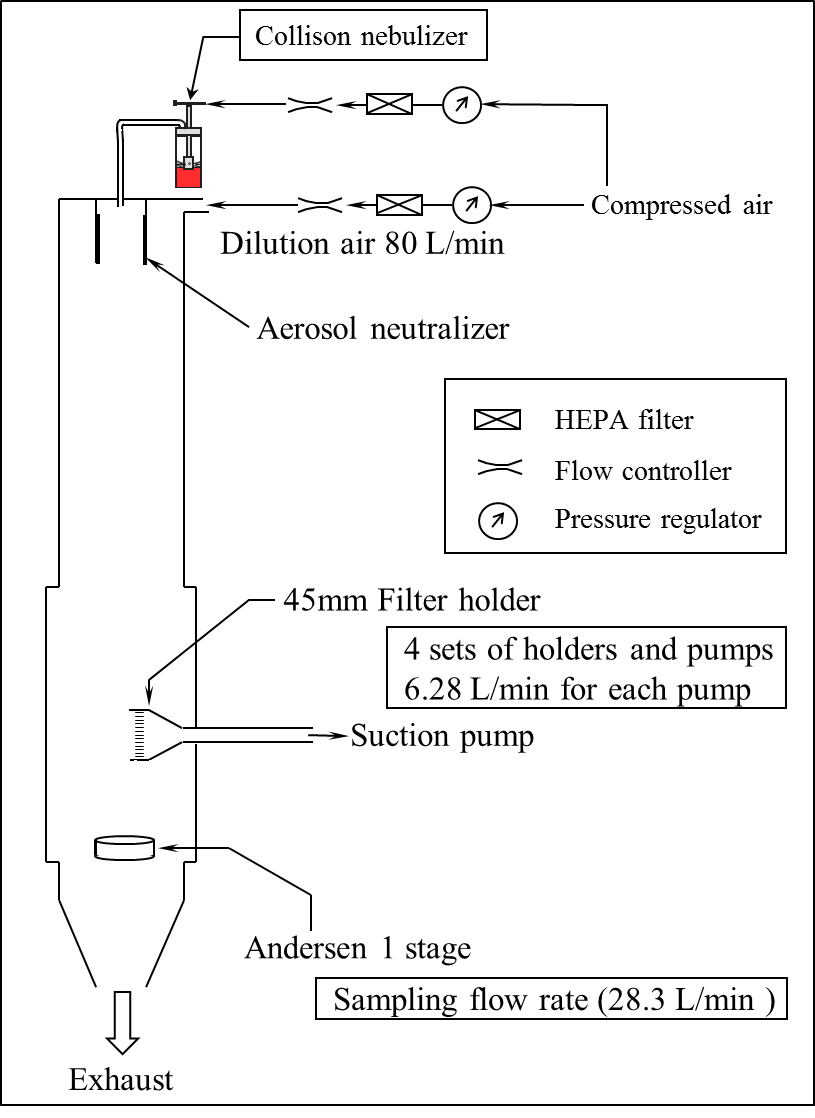 Collison nebulizer
Compressed air
Dilution air 80 L/min
Aerosol neutralizer
HEPA filter
Flow controller
Pressure regulator
45mm Filter holder
4 sets of holders and pumps
6.28 L/min for each pump
Suction pump
Andersen 1 stage
Sampling flow rate (28.3 L/min )
Exhaust